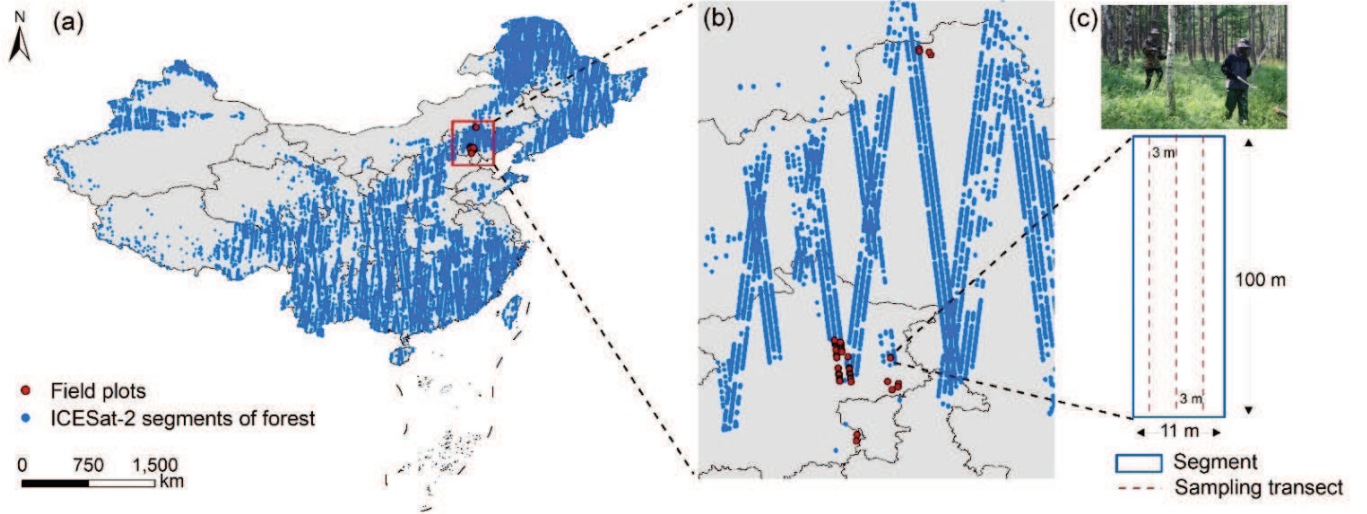 N
(a)
(b)
(c)
3 m
100 m
3 m
11 m
Field plots
ICESat-2 segments of forest
0 750 1,500
km
Segment
Sampling transect